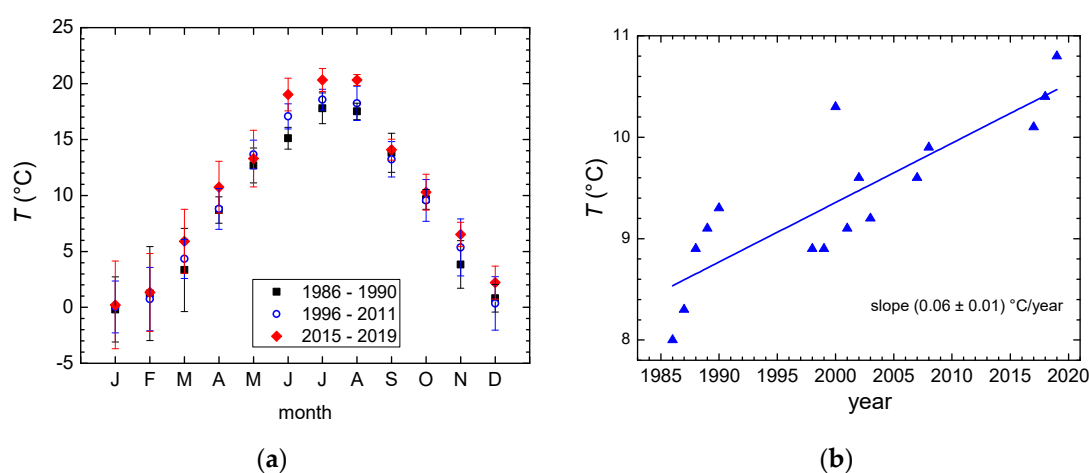 25
20
15
10
5
0
-5
T (°C)
J F M A M J J A S O N D
month
1986 - 1990
1996 - 2011
2015 - 2019
(a)
11
10
9
8
T (°C)
1985 1990 1995 2000 2005 2010 2015 2020
year
slope (0.06 ± 0.01) °C/year
(b)